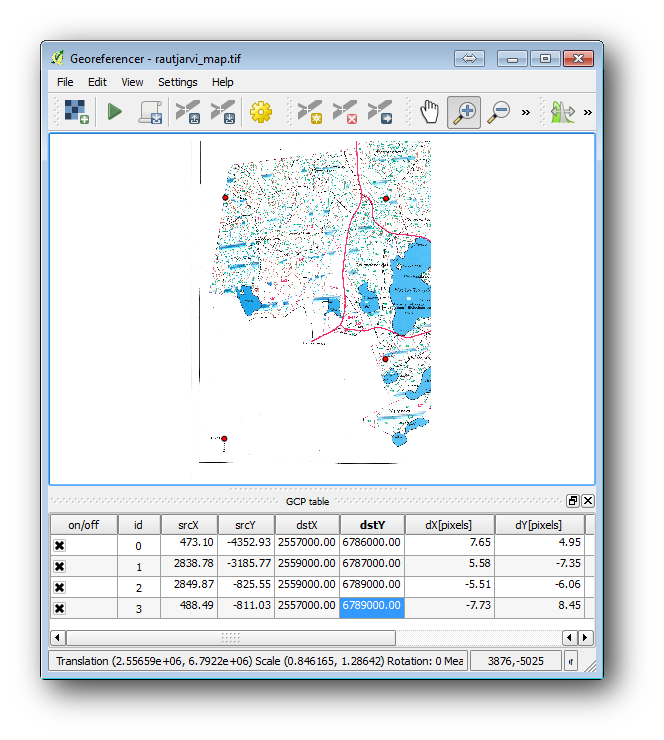 Georeferencer - rautjarvi_map.tif
File Edit View Settings Help
» »
GCP table
on/off id srcX srcY dstX dstY dX[pixels] dY[pixels]
0 473.10 -4352.93 2557000.00 6786000.00 7.65 4.95
1 2838.78 -3185.77 2559000.00 6787000.00 5.58 -7.35
2 2849.87 -825.55 2559000.00 6789000.00 -5.51 -6.06
3 488.49 -811.03 2557000.00 6789000.00 -7.73 8.45
Translation (2.55659e+06, 6.7922e+06) Scale (0.846165, 1.28642) Rotation: 0 Mea
3876,-5025